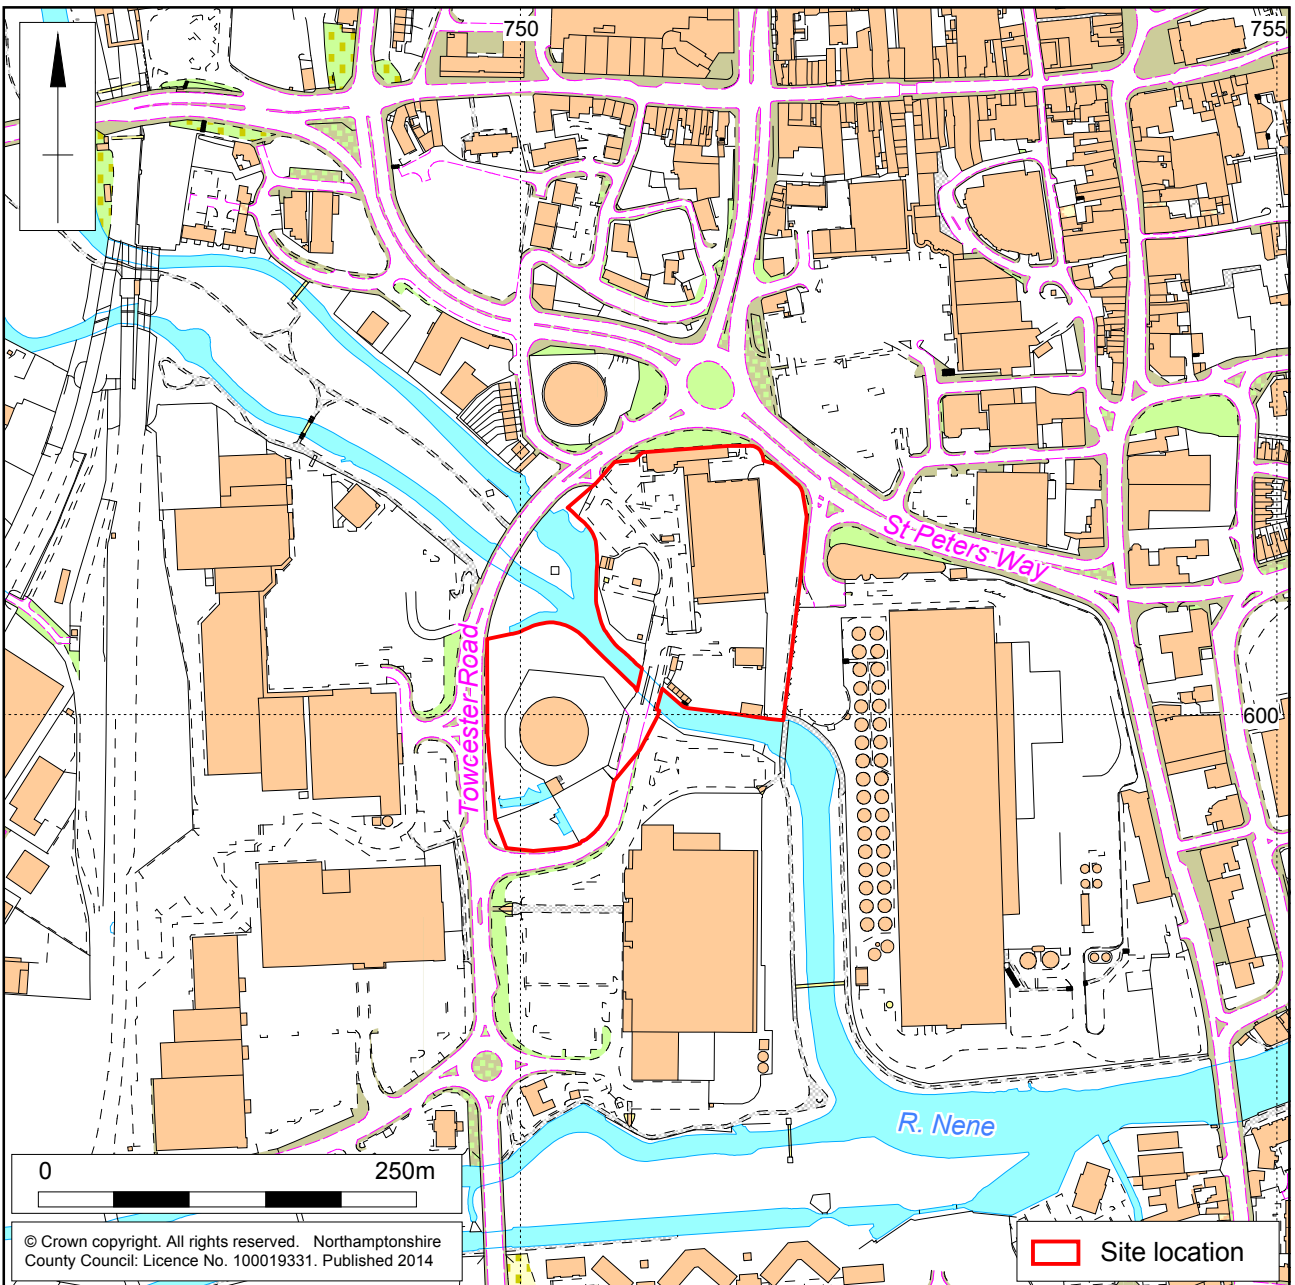 750
755
St Peters Way
Towcester Road
600
R. Nene
0
250m
© Crown copyright. All rights reserved. Northamptonshire
County Council: Licence No. 100019331. Published 2014
Site location